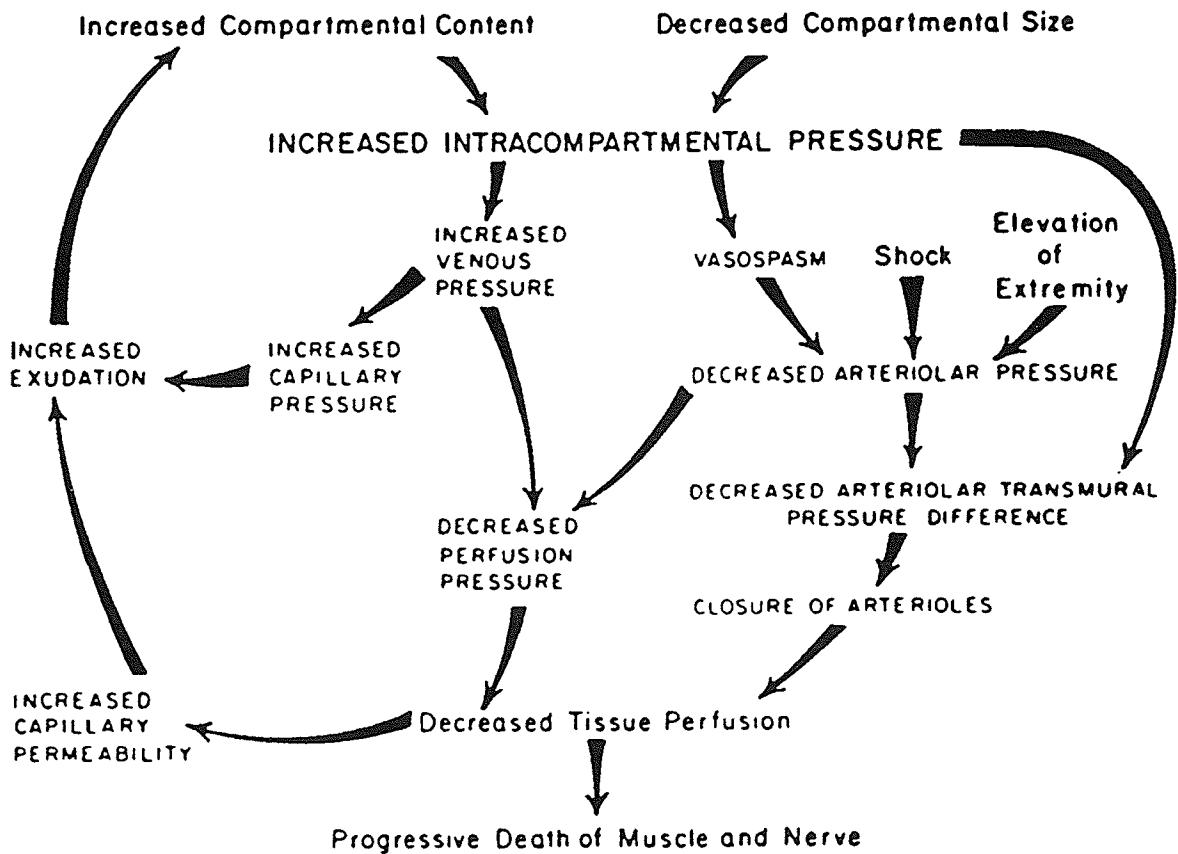 Increased Compartmental Content
Decreased Compartmental Size
INCREASED INTRACOMPARTMENTAL PRESSURE
INCREASED
VENOUS
PRESSURE
VASOSPASM
Shock
Elevation
of
Extremity
INCREASED
EXUDATION
INCREASED
CAPILLARY
PRESSURE
DECREASED ARTERIOLAR PRESSURE
DECREASED ARTERIOLAR TRANSMURAL
PRESSURE DIFFERENCE
DECREASED
PERFUSION
PRESSURE
CLOSURE OF ARTERIOLES
INCREASED
CAPILLARY
PERMEABILITY
Decreased Tissue Perfusion
Progressive Death of Muscle and Nerve